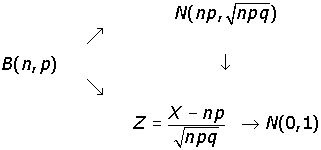 N(np, √npq)
B(n, p)
Z = (X − np) / √npq → N(0,1)